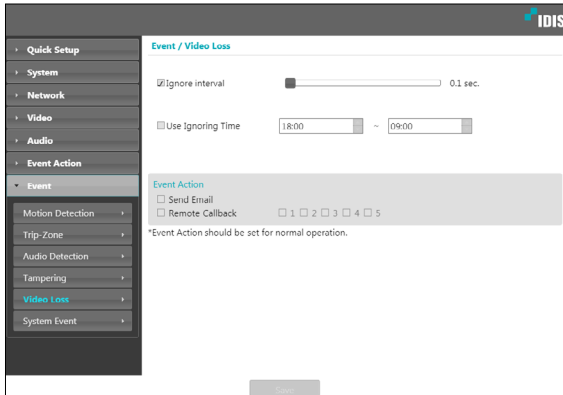 IDIS
Quick Setup
System
Network
Video
Audio
Event Action
Event
Motion Detection
Trip-Zone
Audio Detection
Tampering
Video Loss
System Event
Event / Video Loss
Ignore interval 0.1 sec.
Use Ignoring Time 18:00 ~ 09:00
Event Action
Send Email
Remote Callback 1 2 3 4 5
*Event Action should be set for normal operation.
Save